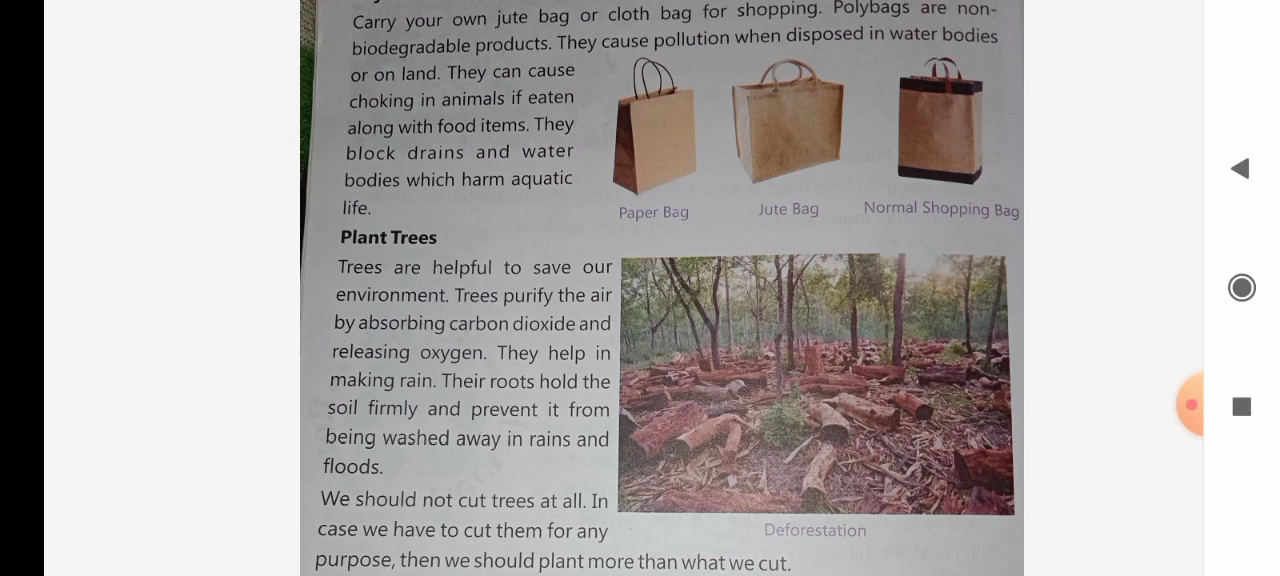 Carry your own jute bag or cloth bag for shopping. Polybags are non-
biodegradable products. They cause pollution when disposed in water bodies
or on land. They can cause
choking in animals if eaten
along with food items. They
block drains and water
bodies which harm aquatic
life.
Paper Bag
Jute Bag
Normal Shopping Bag
Plant Trees
Trees are helpful to save our
environment. Trees purify the air
by absorbing carbon dioxide and
releasing oxygen. They help in
making rain. Their roots hold the
soil firmly and prevent it from
being washed away in rains and
floods.
We should not cut trees at all. In
case we have to cut them for any
purpose, then we should plant more than what we cut.
Deforestation